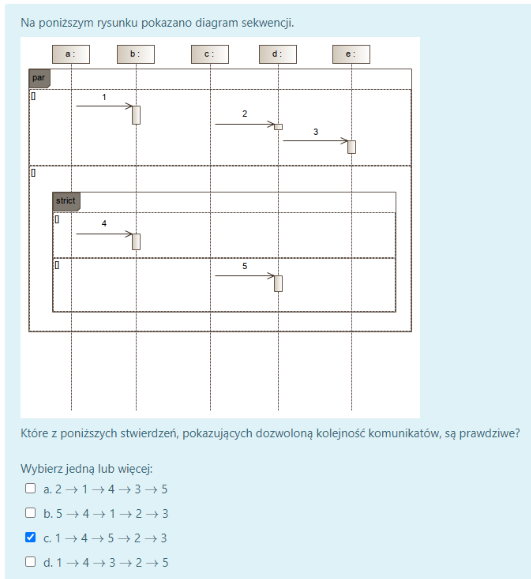 Na poniższym rysunku pokazano diagram sekwencji.
a :
b :
c :
d :
e :
par
[]
1
2
3
[]
strict
[]
4
[]
5
Które z poniższych stwierdzeń, pokazujących dozwoloną kolejność komunikatów, są prawdziwe?
Wybierz jedną lub więcej:
a. 2 → 1 → 4 → 3 → 5
b. 5 → 4 → 1 → 2 → 3
c. 1 → 4 → 5 → 2 → 3
d. 1 → 4 → 3 → 2 → 5